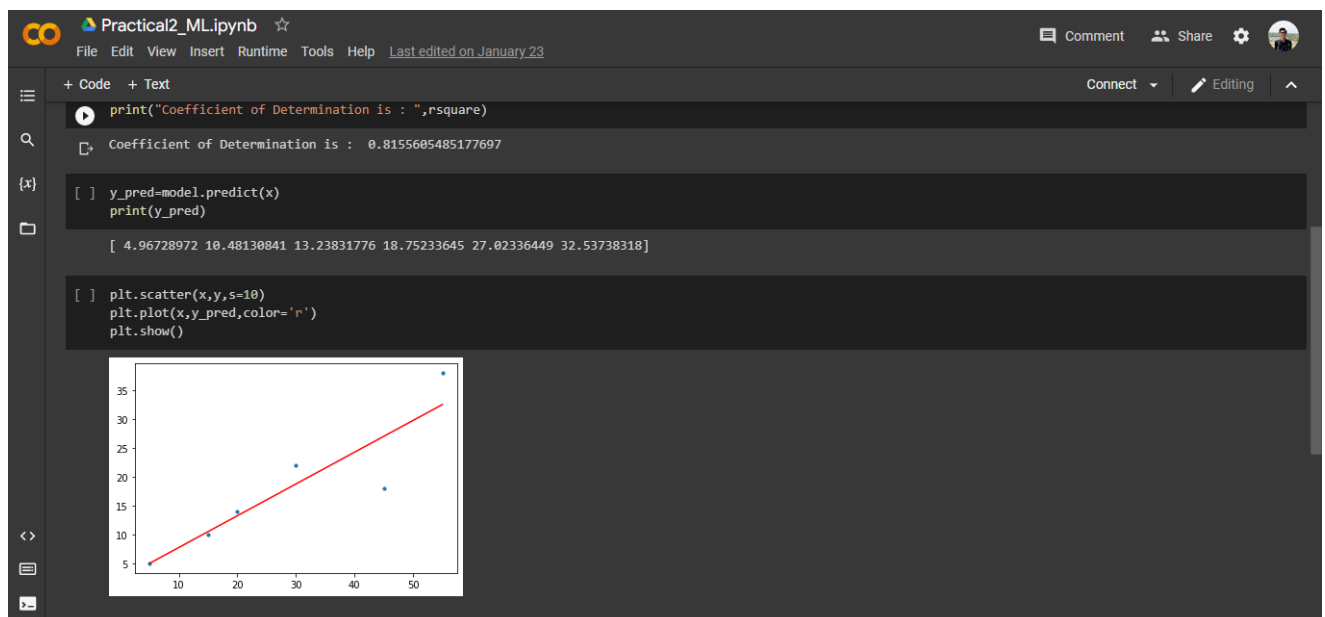 Practical2_ML.ipynb
File Edit View Insert Runtime Tools Help Last edited on January 23
Comment Share
+ Code + Text
Connect Editing
print("Coefficient of Determination is : ",rsquare)
Coefficient of Determination is :  0.8155605485177697
{x}
[ ] y_pred=model.predict(x)
print(y_pred)
[ 4.96728972 10.48130841 13.23831776 18.75233645 27.02336449 32.53738318]
[ ] plt.scatter(x,y,s=10)
plt.plot(x,y_pred,color='r')
plt.show()
35
30
25
20
15
10
5
10 20 30 40 50